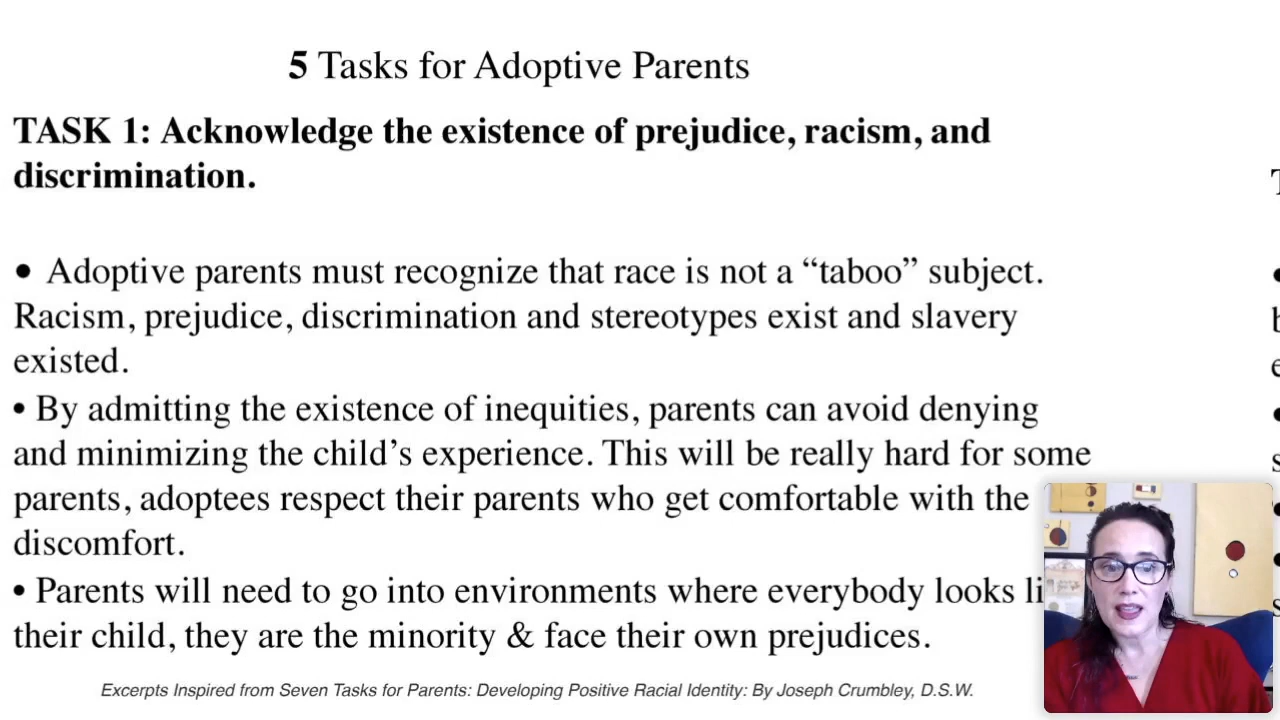 5 Tasks for Adoptive Parents
TASK 1: Acknowledge the existence of prejudice, racism, and
discrimination.
• Adoptive parents must recognize that race is not a “taboo” subject.
Racism, prejudice, discrimination and stereotypes exist and slavery
existed.
• By admitting the existence of inequities, parents can avoid denying
and minimizing the child’s experience. This will be really hard for some
parents, adoptees respect their parents who get comfortable with the
discomfort.
• Parents will need to go into environments where everybody looks
their child, they are the minority & face their own prejudices.
Excerpts Inspired from Seven Tasks for Parents: Developing Positive Racial Identity: By Joseph Crumbley, D.S.W.